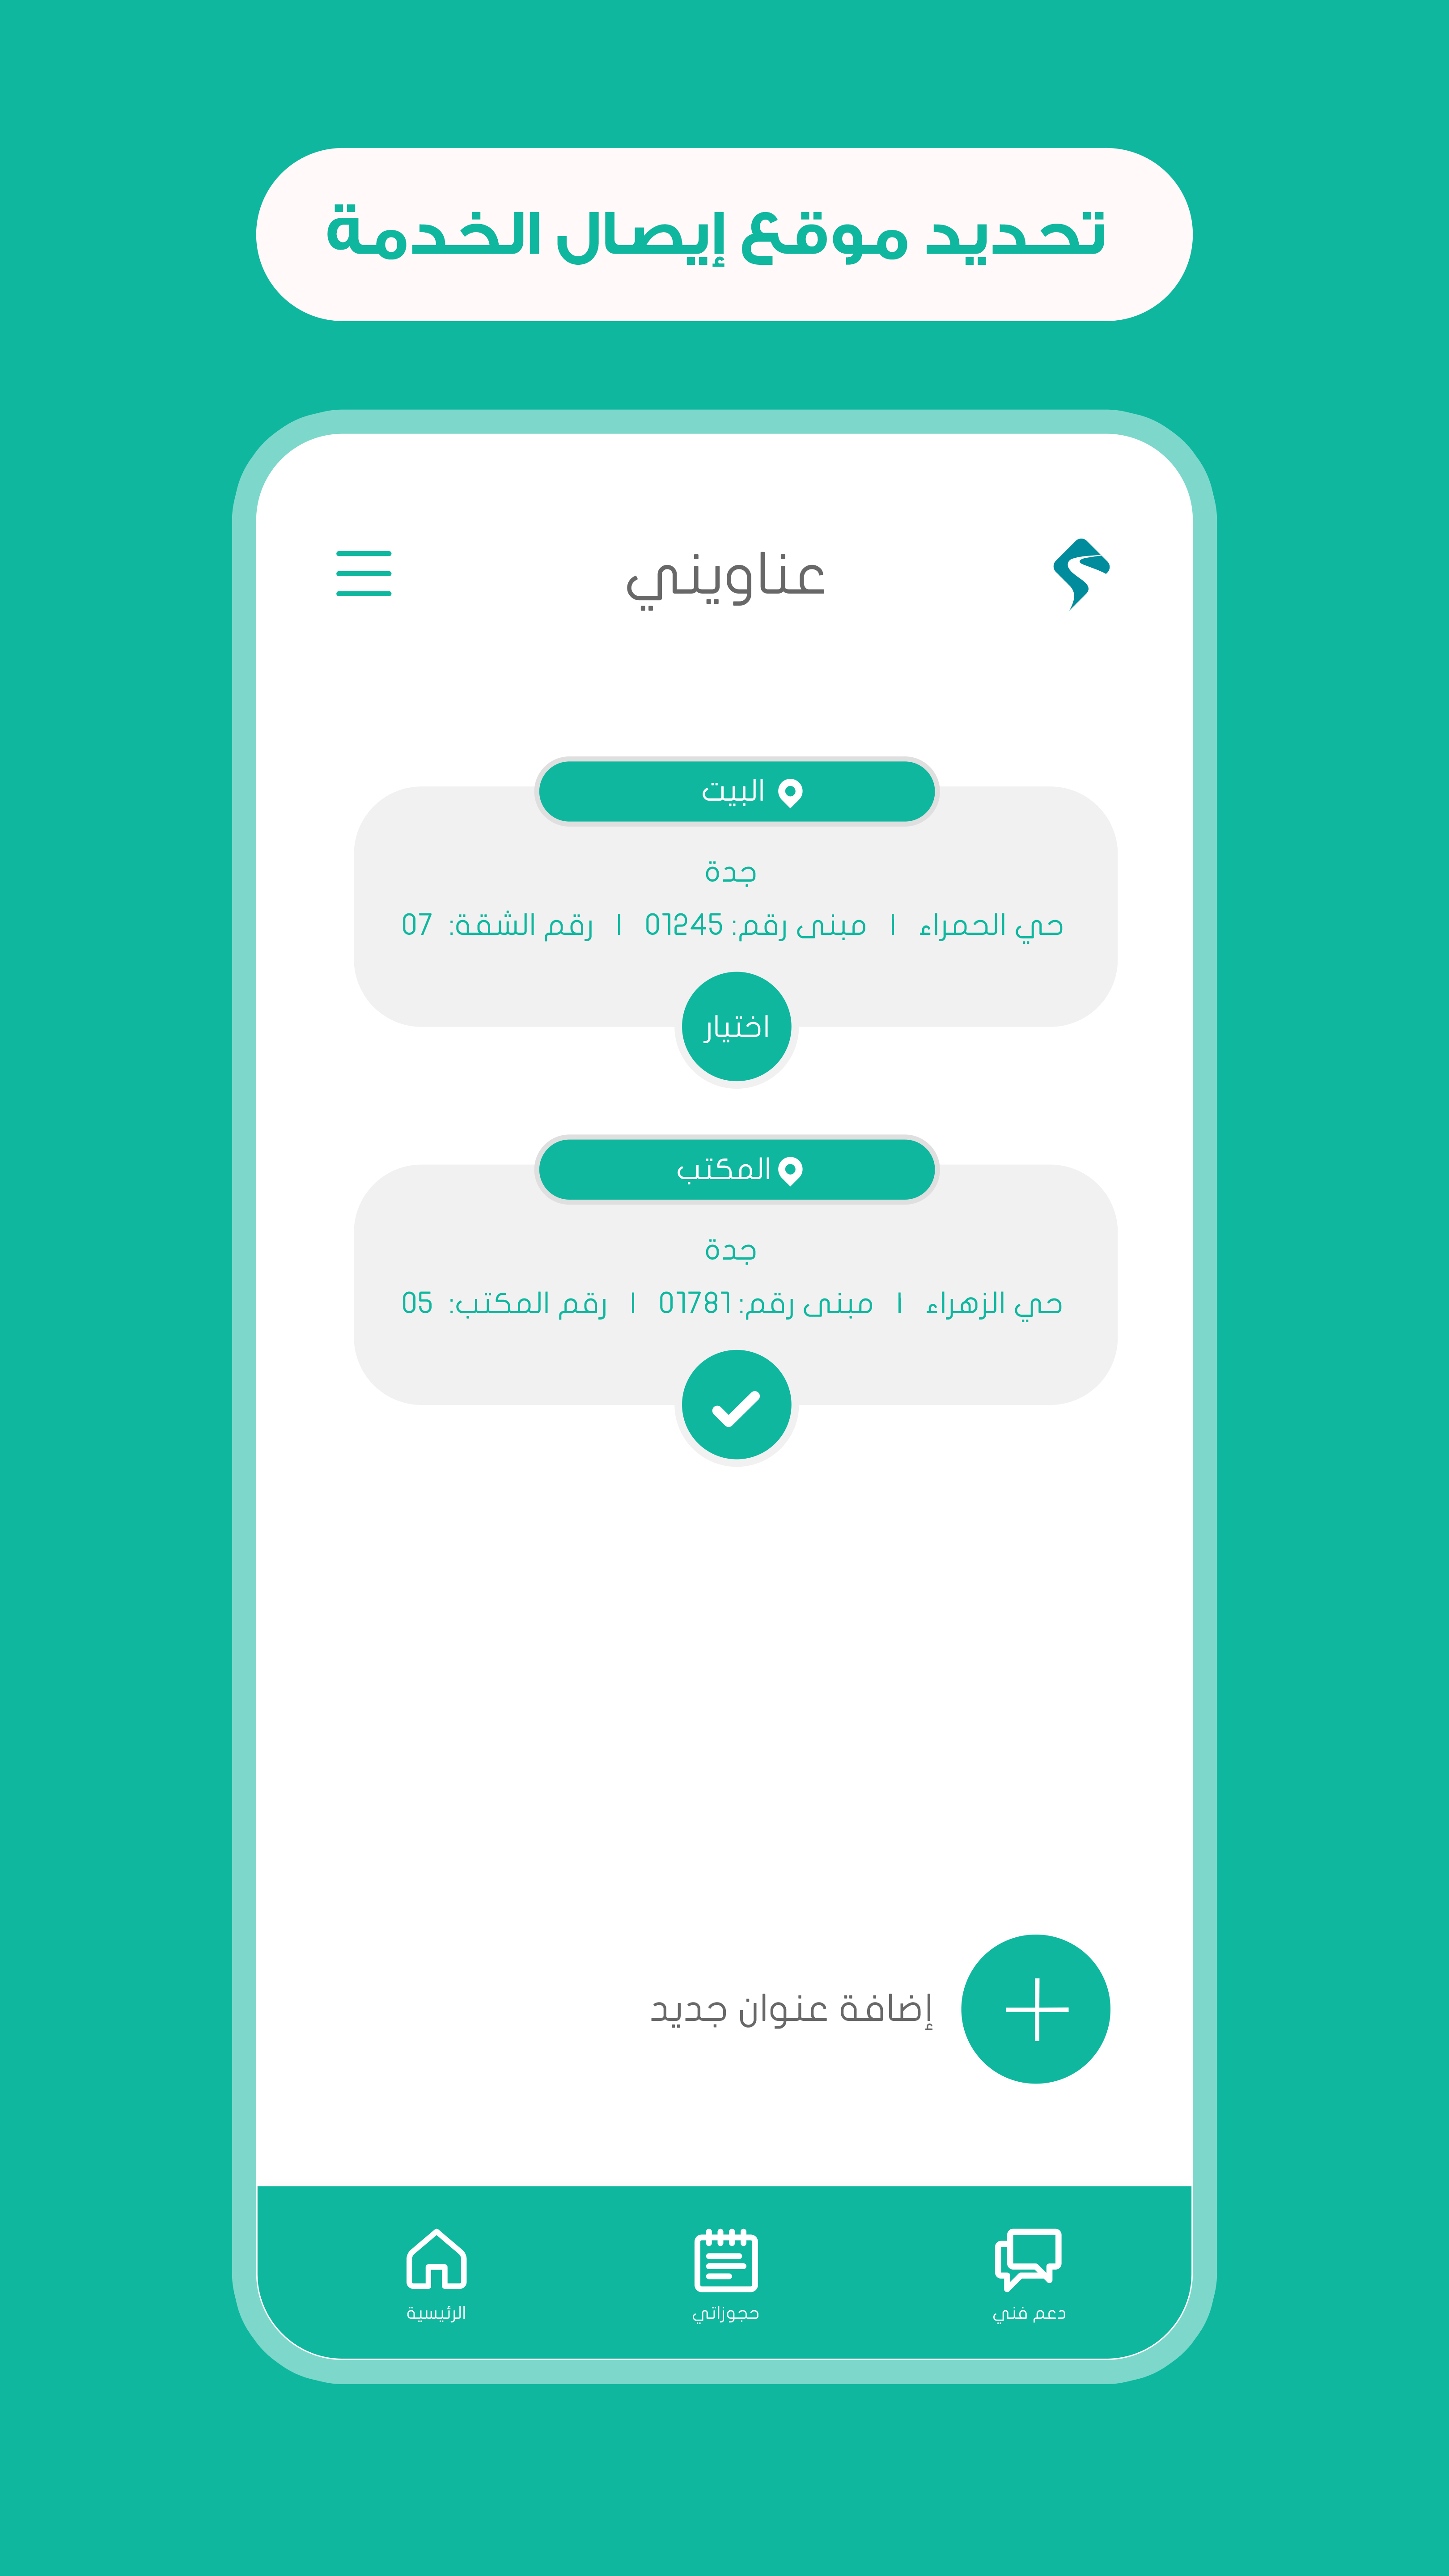 تحديد موقع إيصال الخدمة
عناويني
البيت
جدة
حي الحمراء | مبنى رقم: 01245 | رقم الشقة: 07
اختيار
المكتب
جدة
حي الزهراء | مبنى رقم: 01781 | رقم المكتب: 05
إضافة عنوان جديد
دعم فني
حجوزاتي
الرئيسية